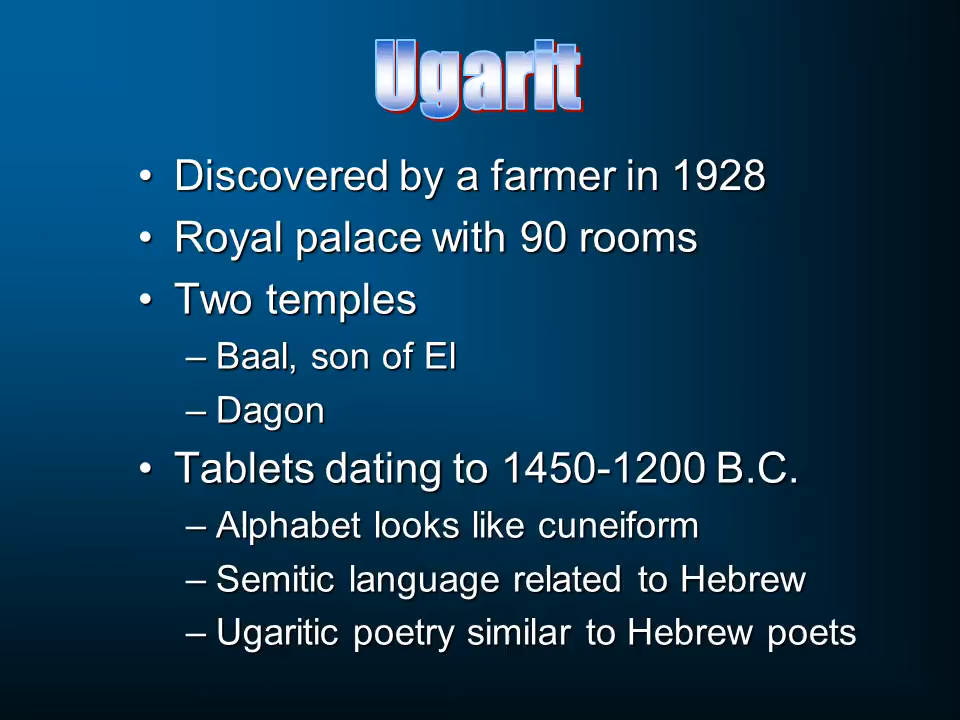 Ugarit
• Discovered by a farmer in 1928
• Royal palace with 90 rooms
• Two temples
– Baal, son of El
– Dagon
• Tablets dating to 1450-1200 B.C.
– Alphabet looks like cuneiform
– Semitic language related to Hebrew
– Ugaritic poetry similar to Hebrew poets